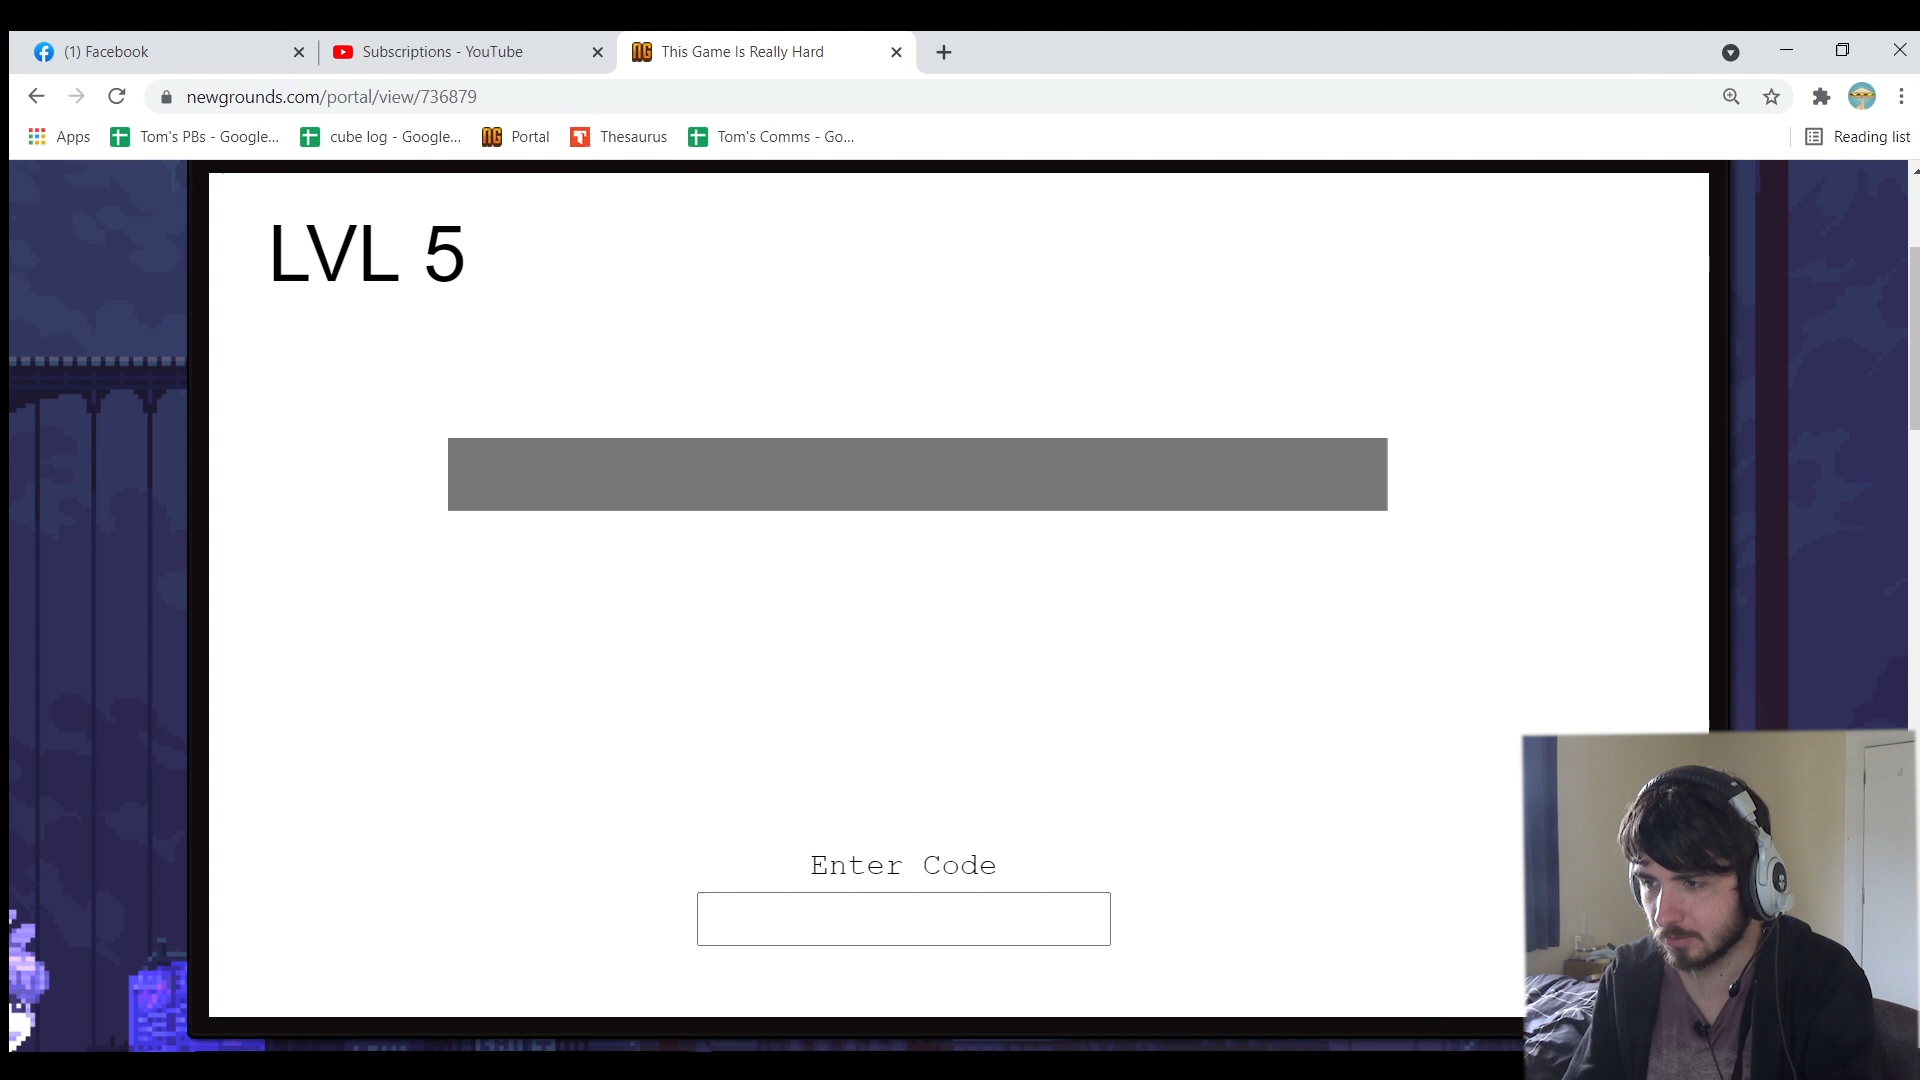 (1) Facebook
Subscriptions - YouTube
This Game Is Really Hard
newgrounds.com/portal/view/736879
Apps
Tom's PBs - Google...
cube log - Google...
Portal
Thesaurus
Tom's Comms - Go...
Reading list
LVL 5
Enter Code